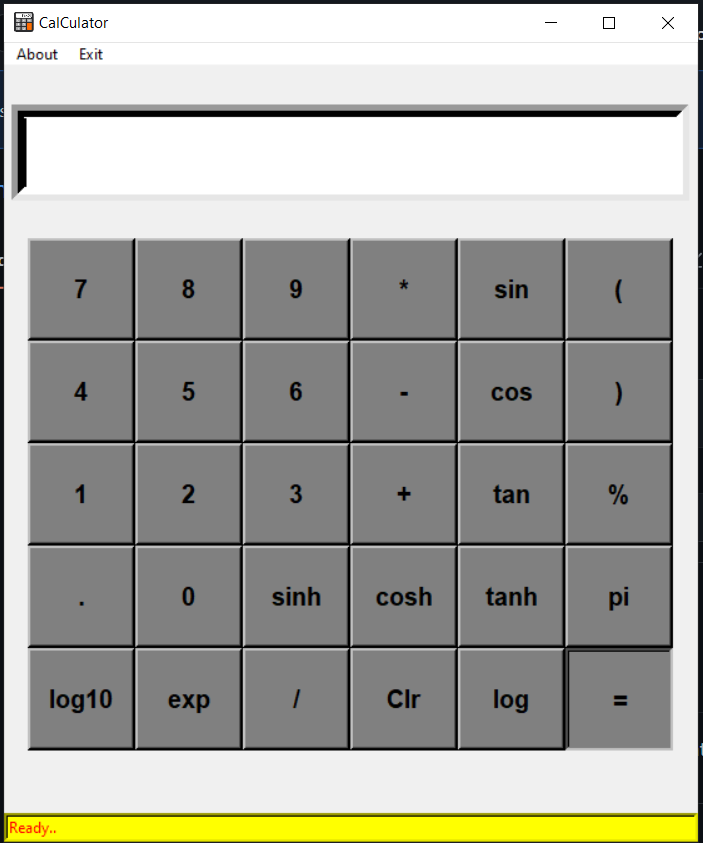 CalCulator
About Exit
7 8 9 * sin (
4 5 6 - cos )
1 2 3 + tan %
. 0 sinh cosh tanh pi
log10 exp / Clr log =
Ready..